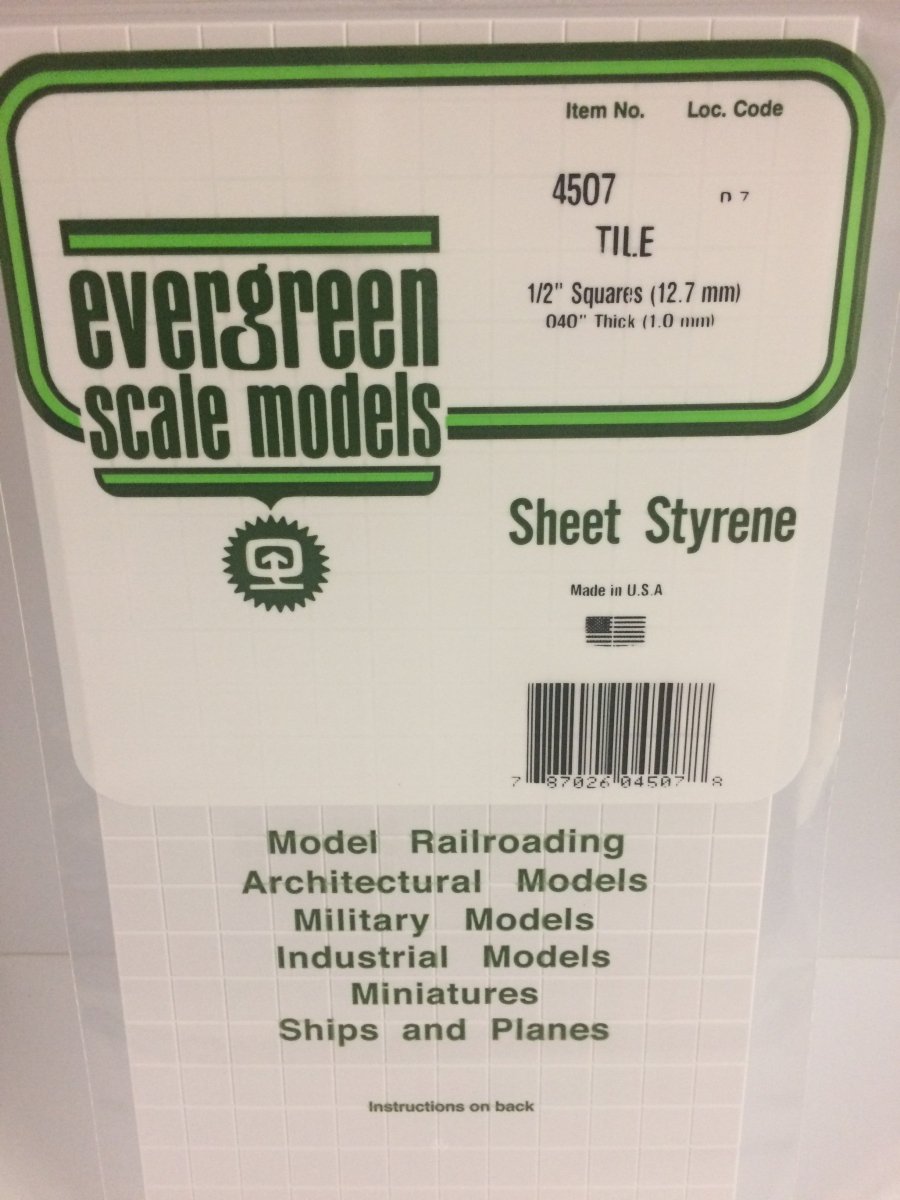 Item No. Loc. Code
4507 0 7
TILE
1/2" Squares (12.7 mm)
.040" Thick (1.0 mm)
evergreen
scale models
Sheet Styrene
Made in U.S.A
7 87026 04507 8
Model Railroading
Architectural Models
Military Models
Industrial Models
Miniatures
Ships and Planes
Instructions on back